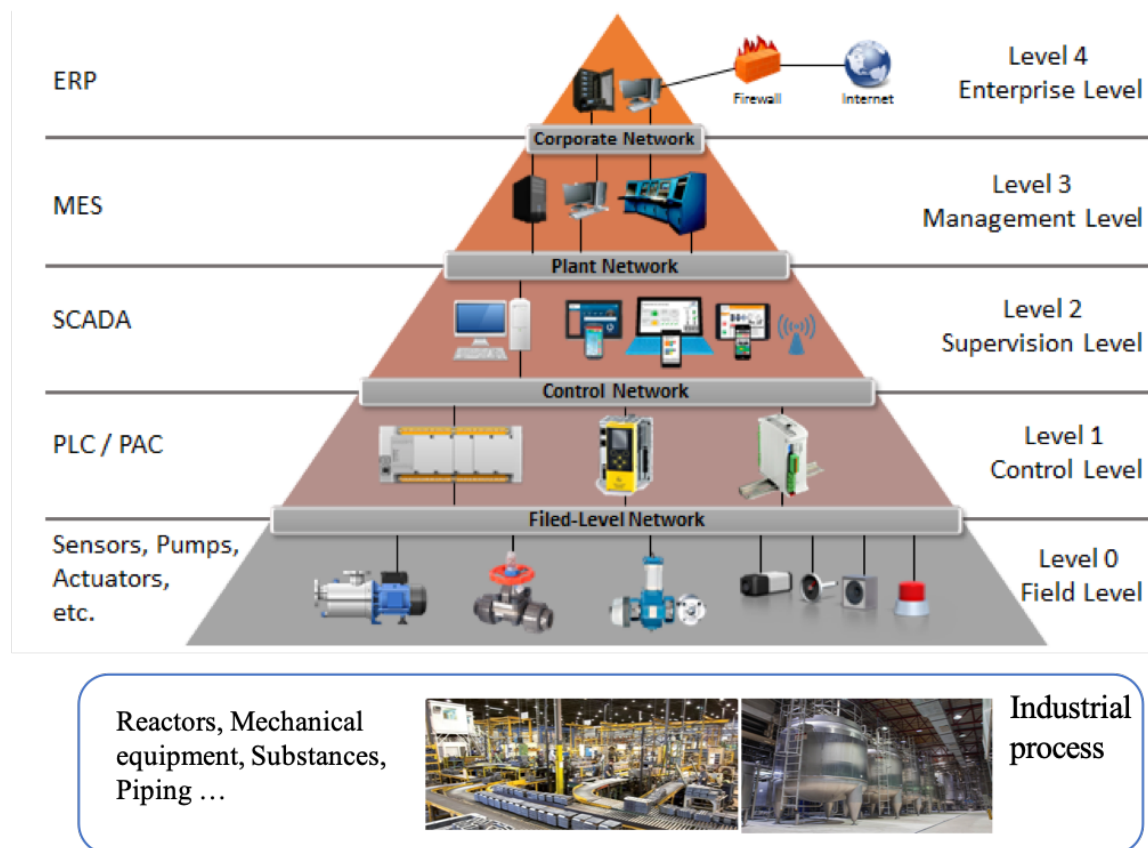 ERP
Firewall
Internet
Level 4
Enterprise Level
Corporate Network
MES
Level 3
Management Level
Plant Network
SCADA
Level 2
Supervision Level
Control Network
PLC / PAC
Level 1
Control Level
Filed-Level Network
Sensors, Pumps,
Actuators,
etc.
Level 0
Field Level
Reactors, Mechanical
equipment, Substances,
Piping ...
Industrial
process